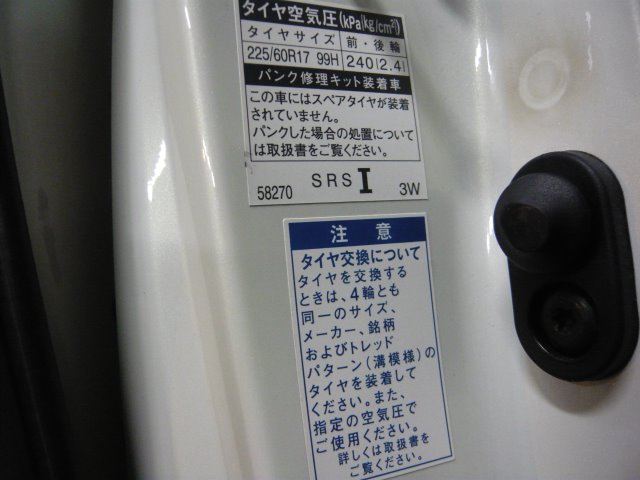 タイヤ空気圧(kPa[kg/cm²])
タイヤサイズ 前・後輪
225/60R17 99H 240[2.4]
パンク修理キット装着車
この車にはスペアタイヤが装着
されていません。
パンクした場合の処置について
は取扱書をご覧ください。
58270 SRS I 3W
注 意
タイヤ交換について
タイヤを交換する
ときは、4輪とも
同一のサイズ、
メーカー、銘柄
およびトレッド
パターン(溝模様)の
タイヤを装着して
ください。また、
指定の空気圧で
ご使用ください。
詳しくは取扱書を
ご覧ください。